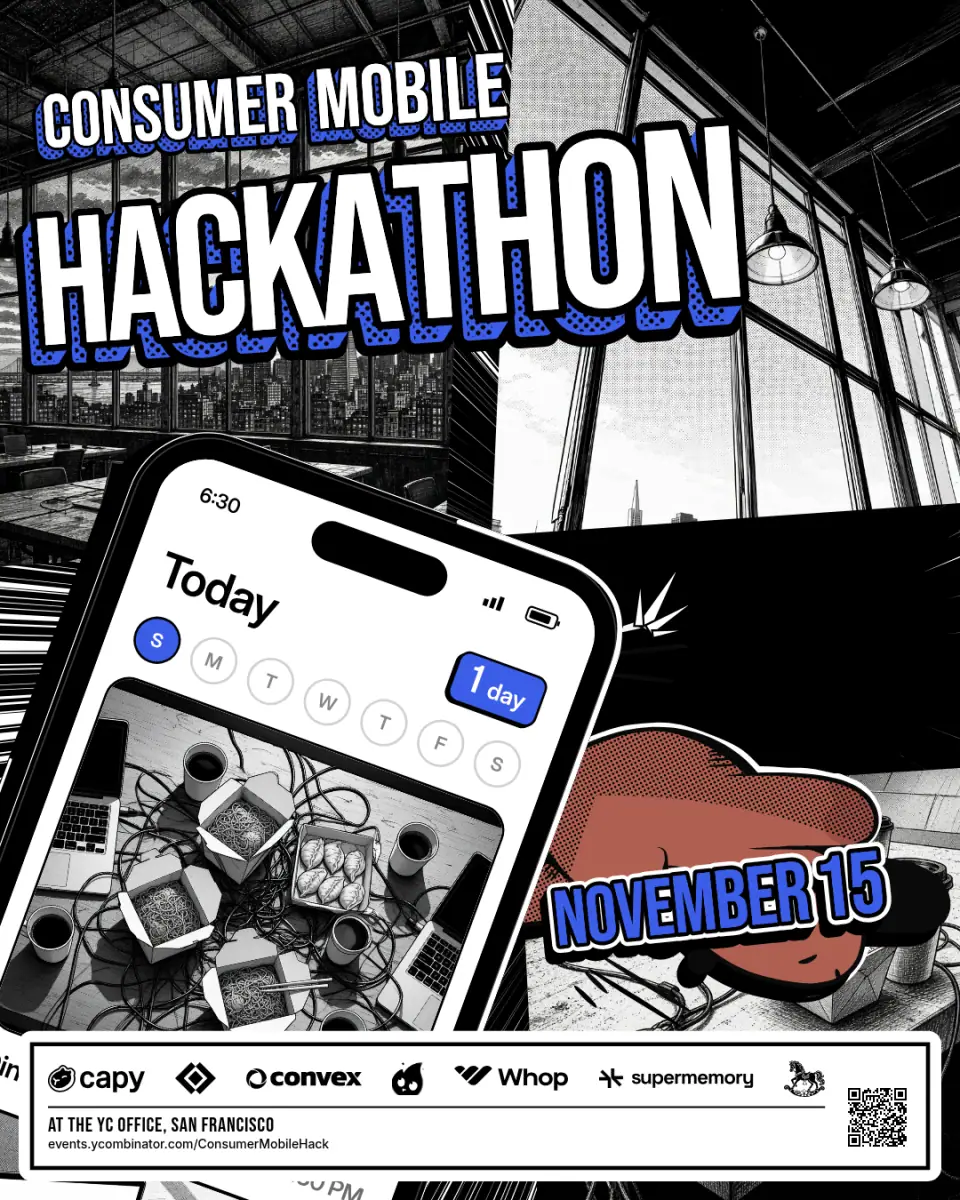 CONSUMER MOBILE
HACKATHON
6:30
Today
1 day
S M T W T F S
NOVEMBER 15
capy
convex
Whop
supermemory
AT THE YC OFFICE, SAN FRANCISCO
events.ycombinator.com/ConsumerMobileHack
PM